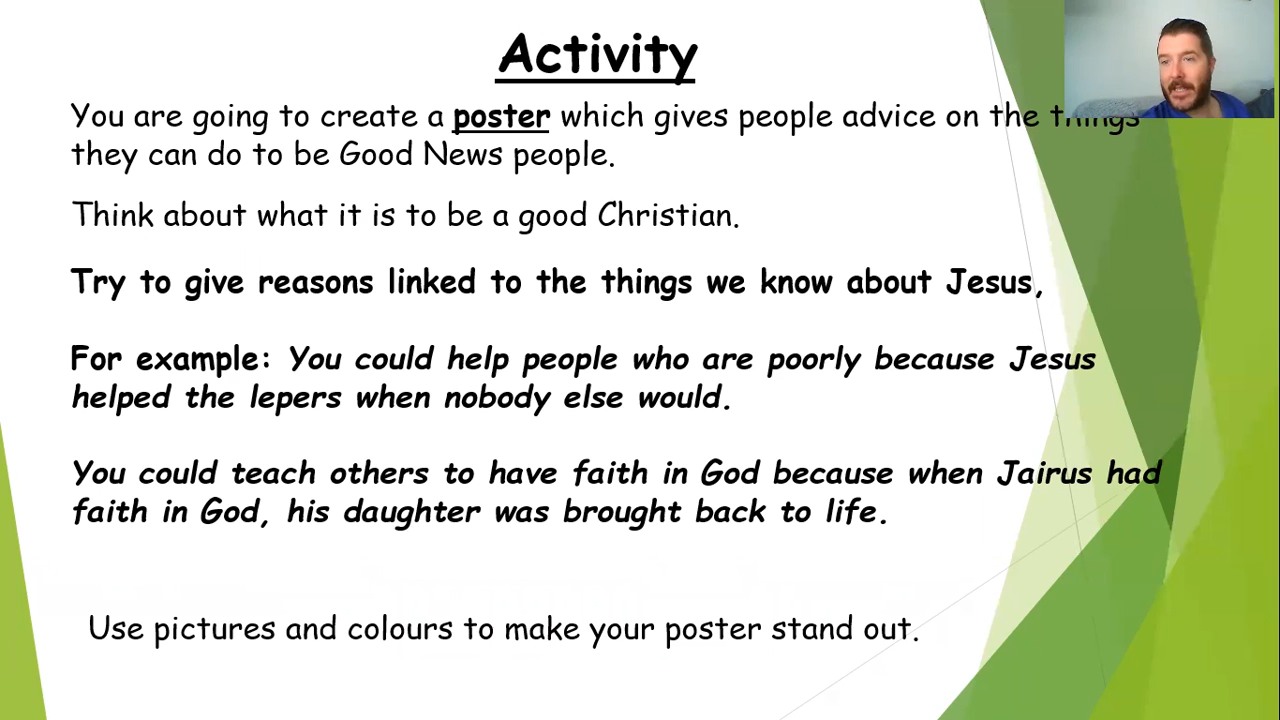 Activity
You are going to create a poster which gives people advice on the things
they can do to be Good News people.
Think about what it is to be a good Christian.
Try to give reasons linked to the things we know about Jesus,
For example: You could help people who are poorly because Jesus
helped the lepers when nobody else would.
You could teach others to have faith in God because when Jairus had
faith in God, his daughter was brought back to life.
Use pictures and colours to make your poster stand out.